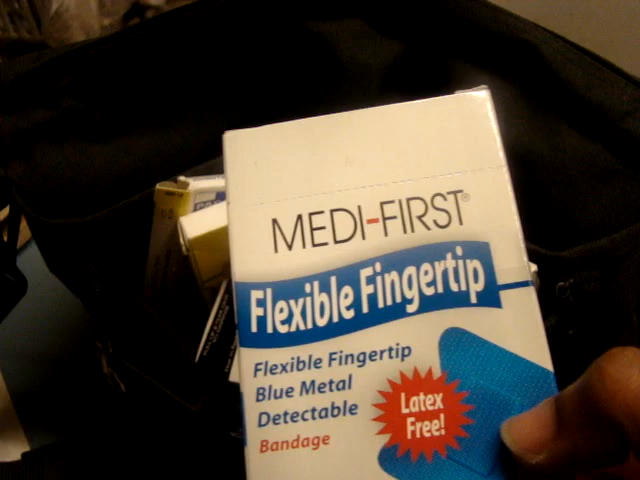 MEDI-FIRST®
Flexible Fingertip
Flexible Fingertip
Blue Metal
Detectable
Bandage
Latex
Free!